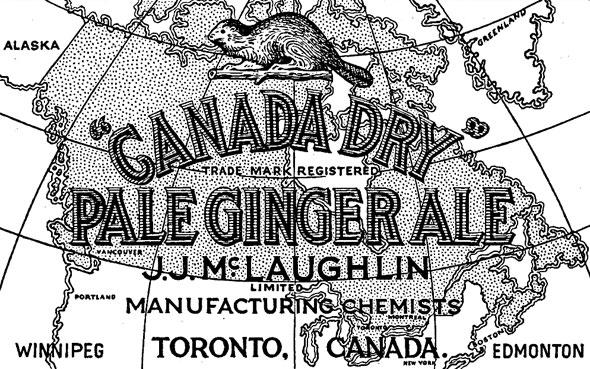 ALASKA
GREENLAND
"CANADA DRY"
TRADE MARK REGISTERED
PALE GINGER ALE
VANCOUVER
J.J. McLAUGHLIN
LIMITED
PORTLAND
MANUFACTURING CHEMISTS
MONTREAL
TORONTO
BOSTON
WINNIPEG
TORONTO, CANADA.
EDMONTON
NEW YORK